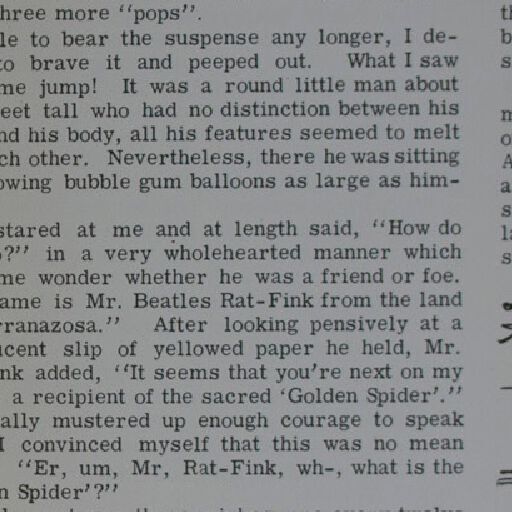 hree more "pops".
le to bear the suspense any longer, I de-
to brave it and peeped out. What I saw
me jump! It was a round little man about
eet tall who had no distinction between his
nd his body, all his features seemed to melt
ch other. Nevertheless, there he was sitting
owing bubble gum balloons as large as him-
stared at me and at length said, "How do
?" in a very wholehearted manner which
me wonder whether he was a friend or foe.
ame is Mr. Beatles Rat-Fink from the land
rranazosa." After looking pensively at a
ucent slip of yellowed paper he held, Mr.
nk added, "It seems that you're next on my
a recipient of the sacred 'Golden Spider'."
ally mustered up enough courage to speak
I convinced myself that this was no mean
"Er, um, Mr, Rat-Fink, wh-, what is the
n Spider'?"